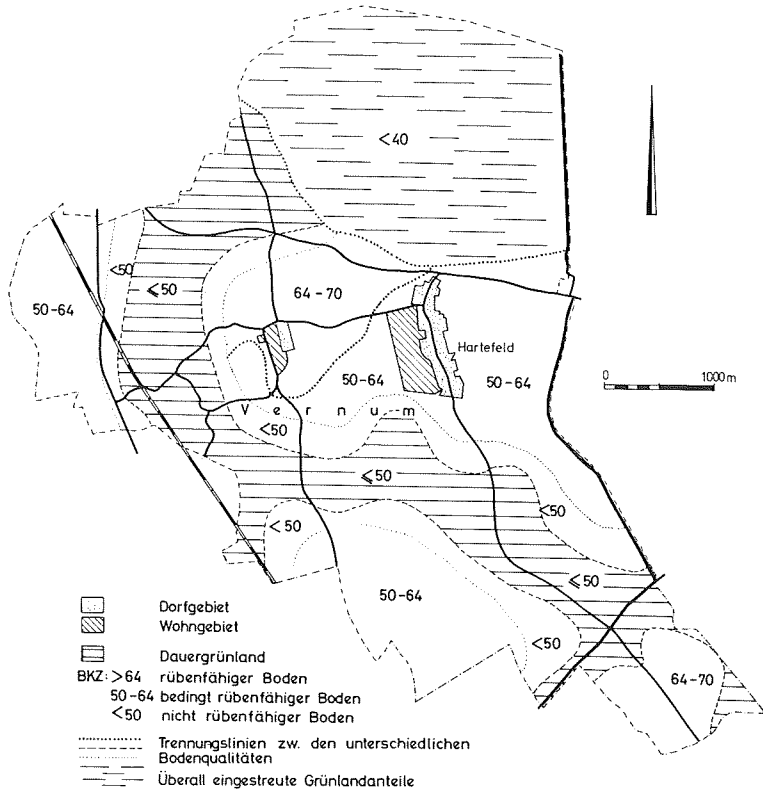 <40
<50
⩽50
50-64
64-70
Hartefeld
50-64
50-64
0 1000 m
Vernum
<50
⩽50
<50
<50
⩽50
50-64
<50
64-70
Dorfgebiet
Wohngebiet
Dauergrünland
BKZ: >64 rübenfähiger Boden
50-64 bedingt rübenfähiger Boden
<50 nicht rübenfähiger Boden
Trennungslinien zw. den unterschiedlichen
Bodenqualitäten
Überall eingestreute Grünlandanteile